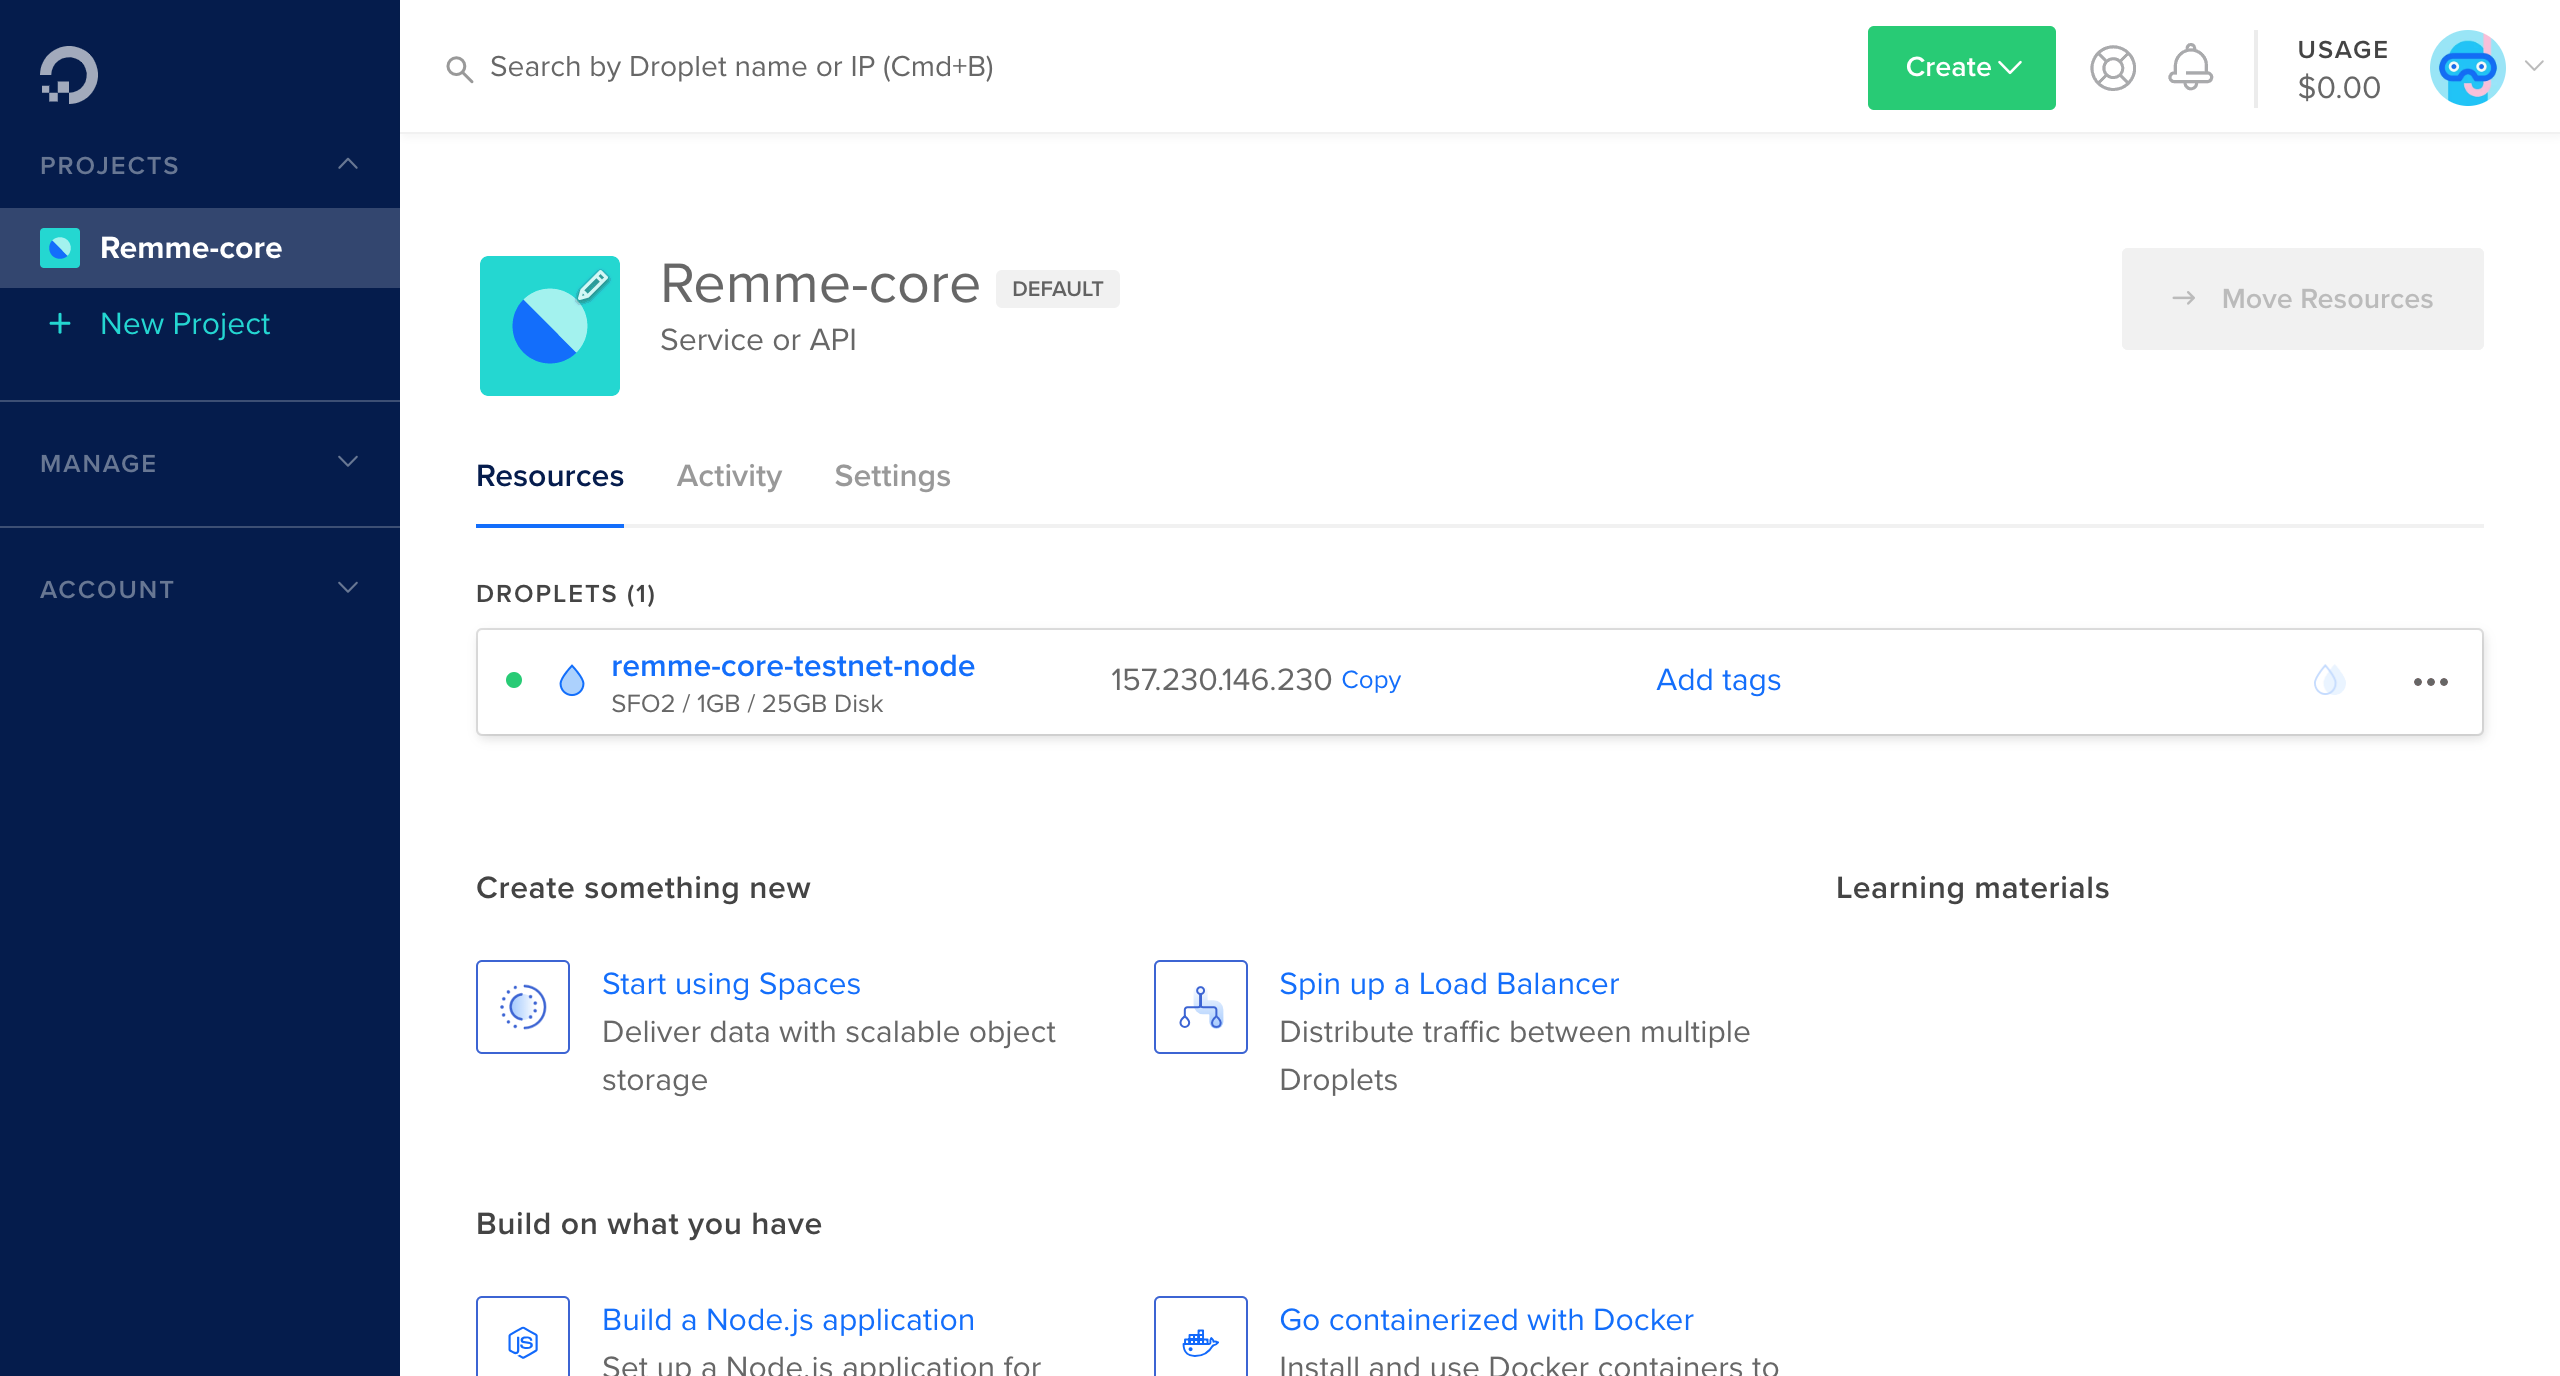 Search by Droplet name or IP (Cmd+B)
Create
USAGE
$0.00
PROJECTS
Remme-core
New Project
MANAGE
ACCOUNT
Remme-core DEFAULT
Service or API
Move Resources
Resources Activity Settings
DROPLETS (1)
remme-core-testnet-node
SFO2 / 1GB / 25GB Disk
157.230.146.230 Copy
Add tags
Create something new
Learning materials
Start using Spaces
Deliver data with scalable object
storage
Spin up a Load Balancer
Distribute traffic between multiple
Droplets
Build on what you have
Build a Node.js application
Set up a Node.js application for
Go containerized with Docker
Install and use Docker containers to